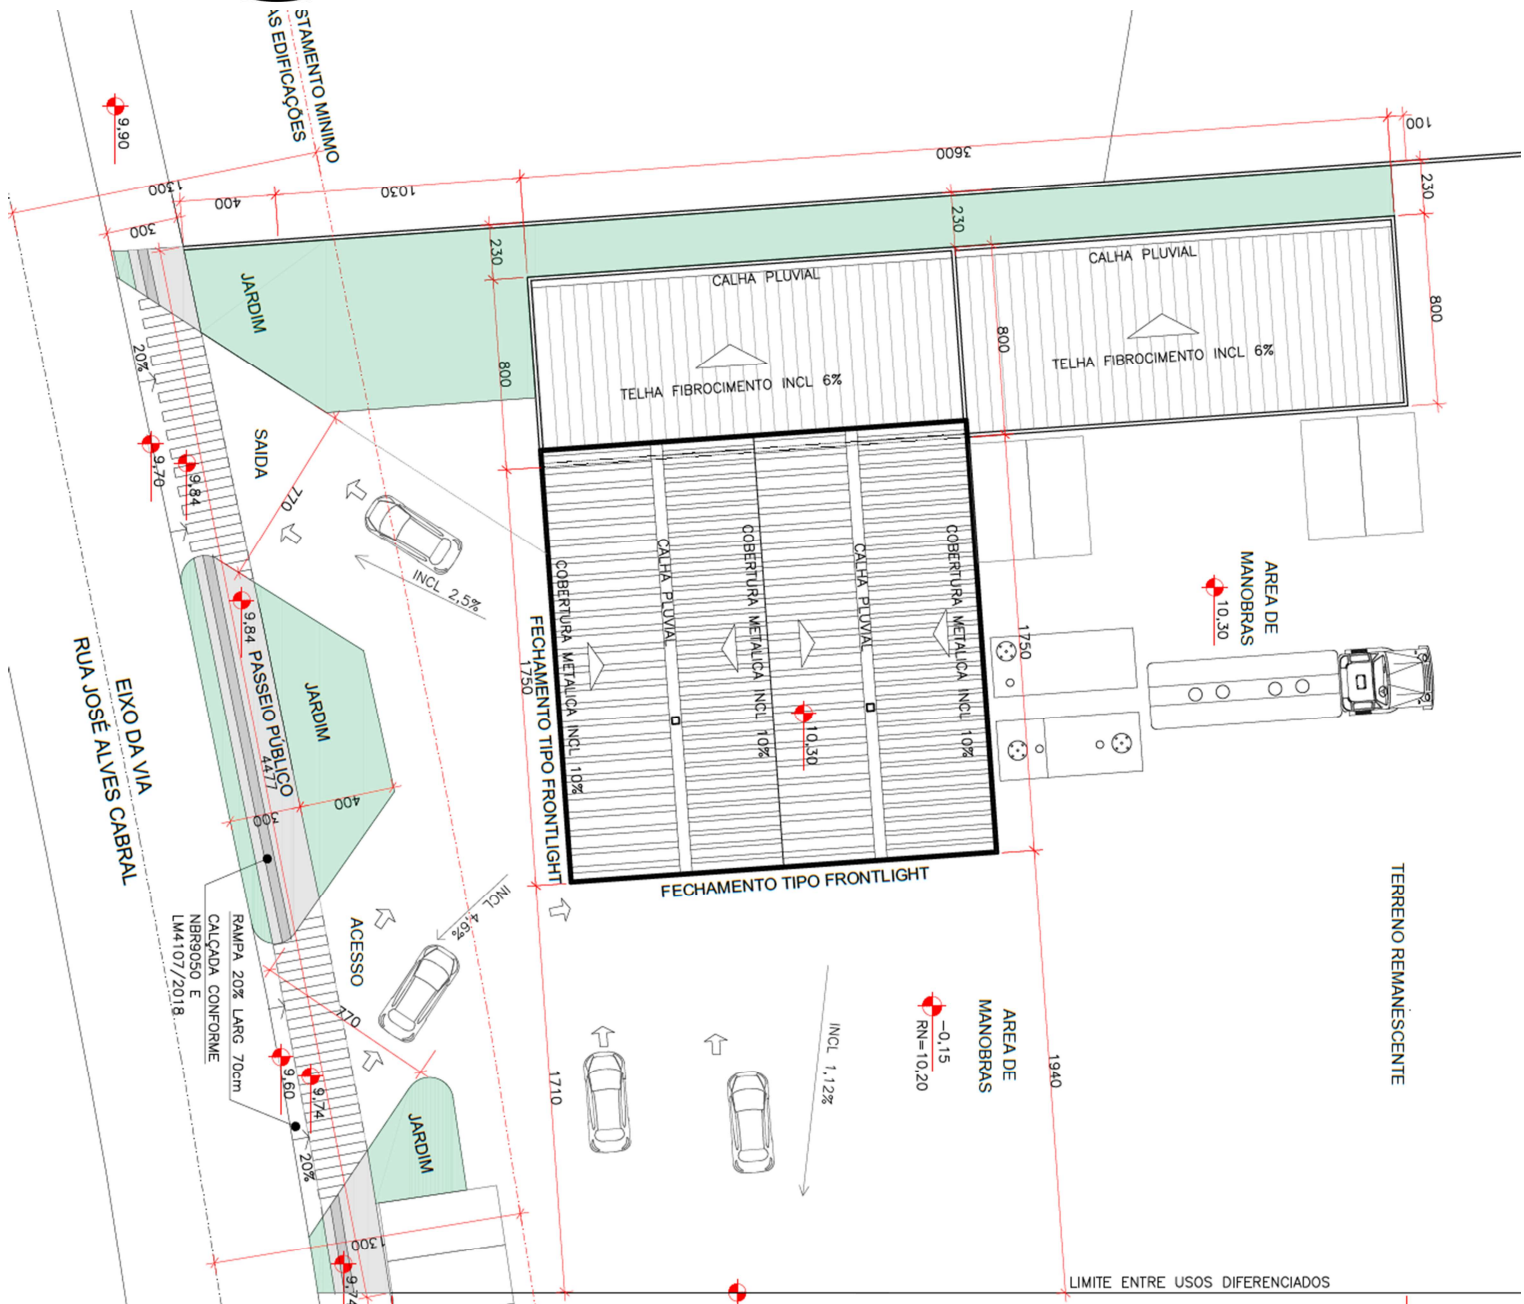 STAMENTO MINIMO
AS EDIFICAÇÕES
9,90
1300
400
1030
3600
100
300
230
230
230
JARDIM
CALHA PLUVIAL
CALHA PLUVIAL
800
800
800
TELHA FIBROCIMENTO INCL 6%
TELHA FIBROCIMENTO INCL 6%
20%
SAIDA
9,70
9,84
770
INCL 2,5%
COBERTURA METALICA INCL 10%
CALHA PLUVIAL
COBERTURA METALICA INCL 10%
CALHA PLUVIAL
COBERTURA METALICA INCL 10%
AREA DE
MANOBRAS
10,30
1750
9,84
PASSEIO PÚBLICO
4477
JARDIM
FECHAMENTO TIPO FRONTLIGHT
1750
10,30
EIXO DA VIA
RUA JOSÉ ALVES CABRAL
400
300
FECHAMENTO TIPO FRONTLIGHT
INCL 4,6%
ACESSO
RAMPA 20% LARG 70cm
CALÇADA CONFORME
NBR9050 E
LM4107/2018
TERRENO REMANESCENTE
770
9,60
9,74
20%
JARDIM
1710
INCL 1,12%
-0,15
RN=10,20
AREA DE
MANOBRAS
1940
1300
9,74
LIMITE ENTRE USOS DIFERENCIADOS